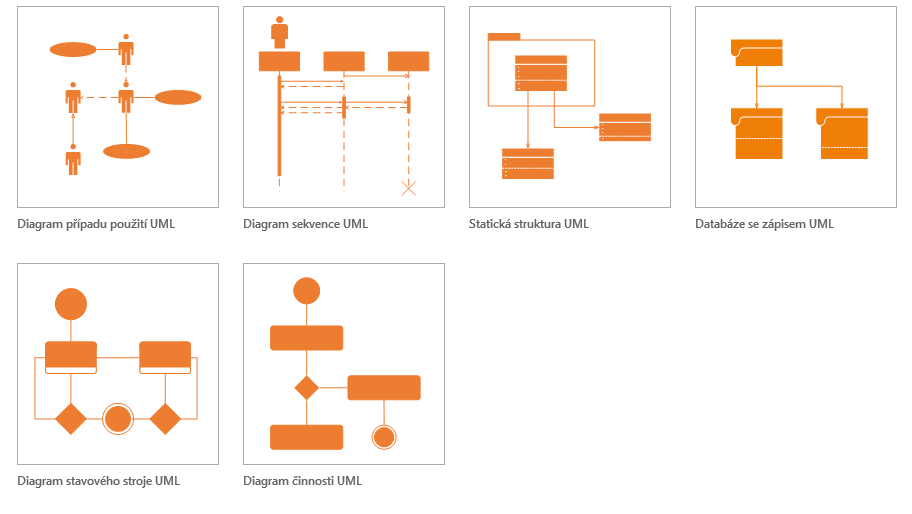 Diagram případu použití UML
Diagram sekvence UML
Statická struktura UML
Databáze se zápisem UML
Diagram stavového stroje UML
Diagram činnosti UML